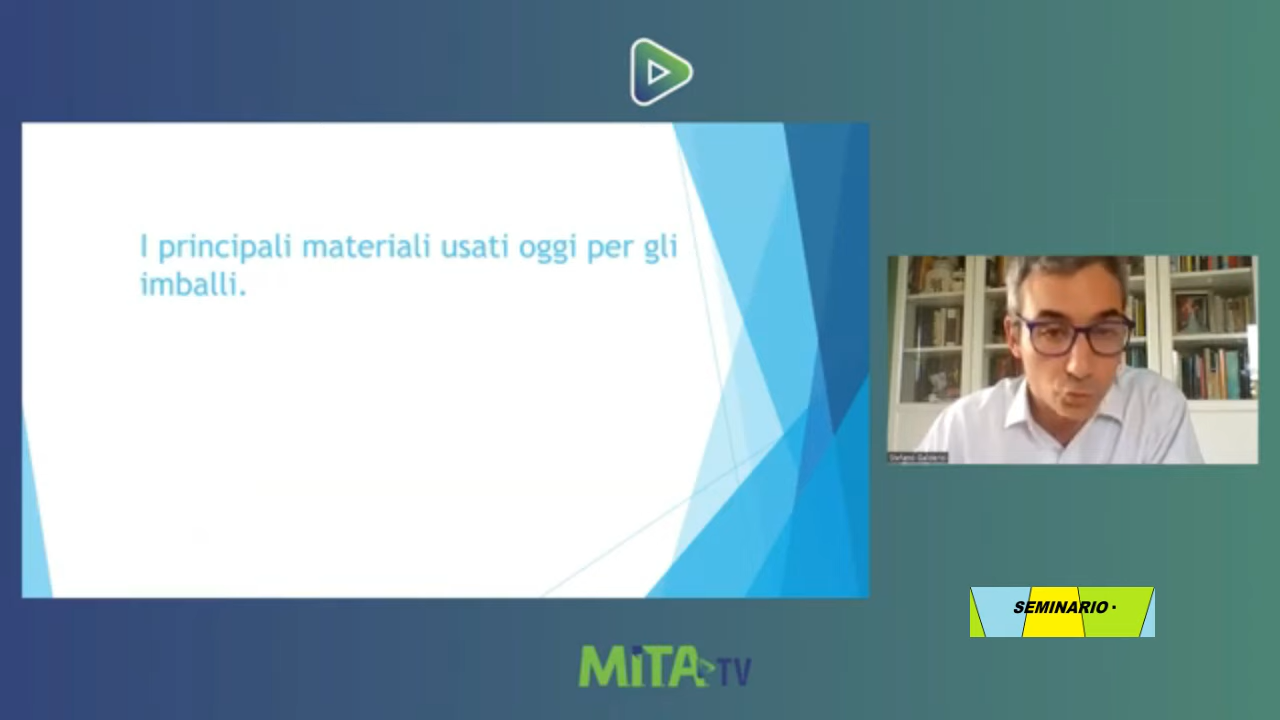 I principali materiali usati oggi per gli
imballi.
SEMINARIO ·
MiTA TV